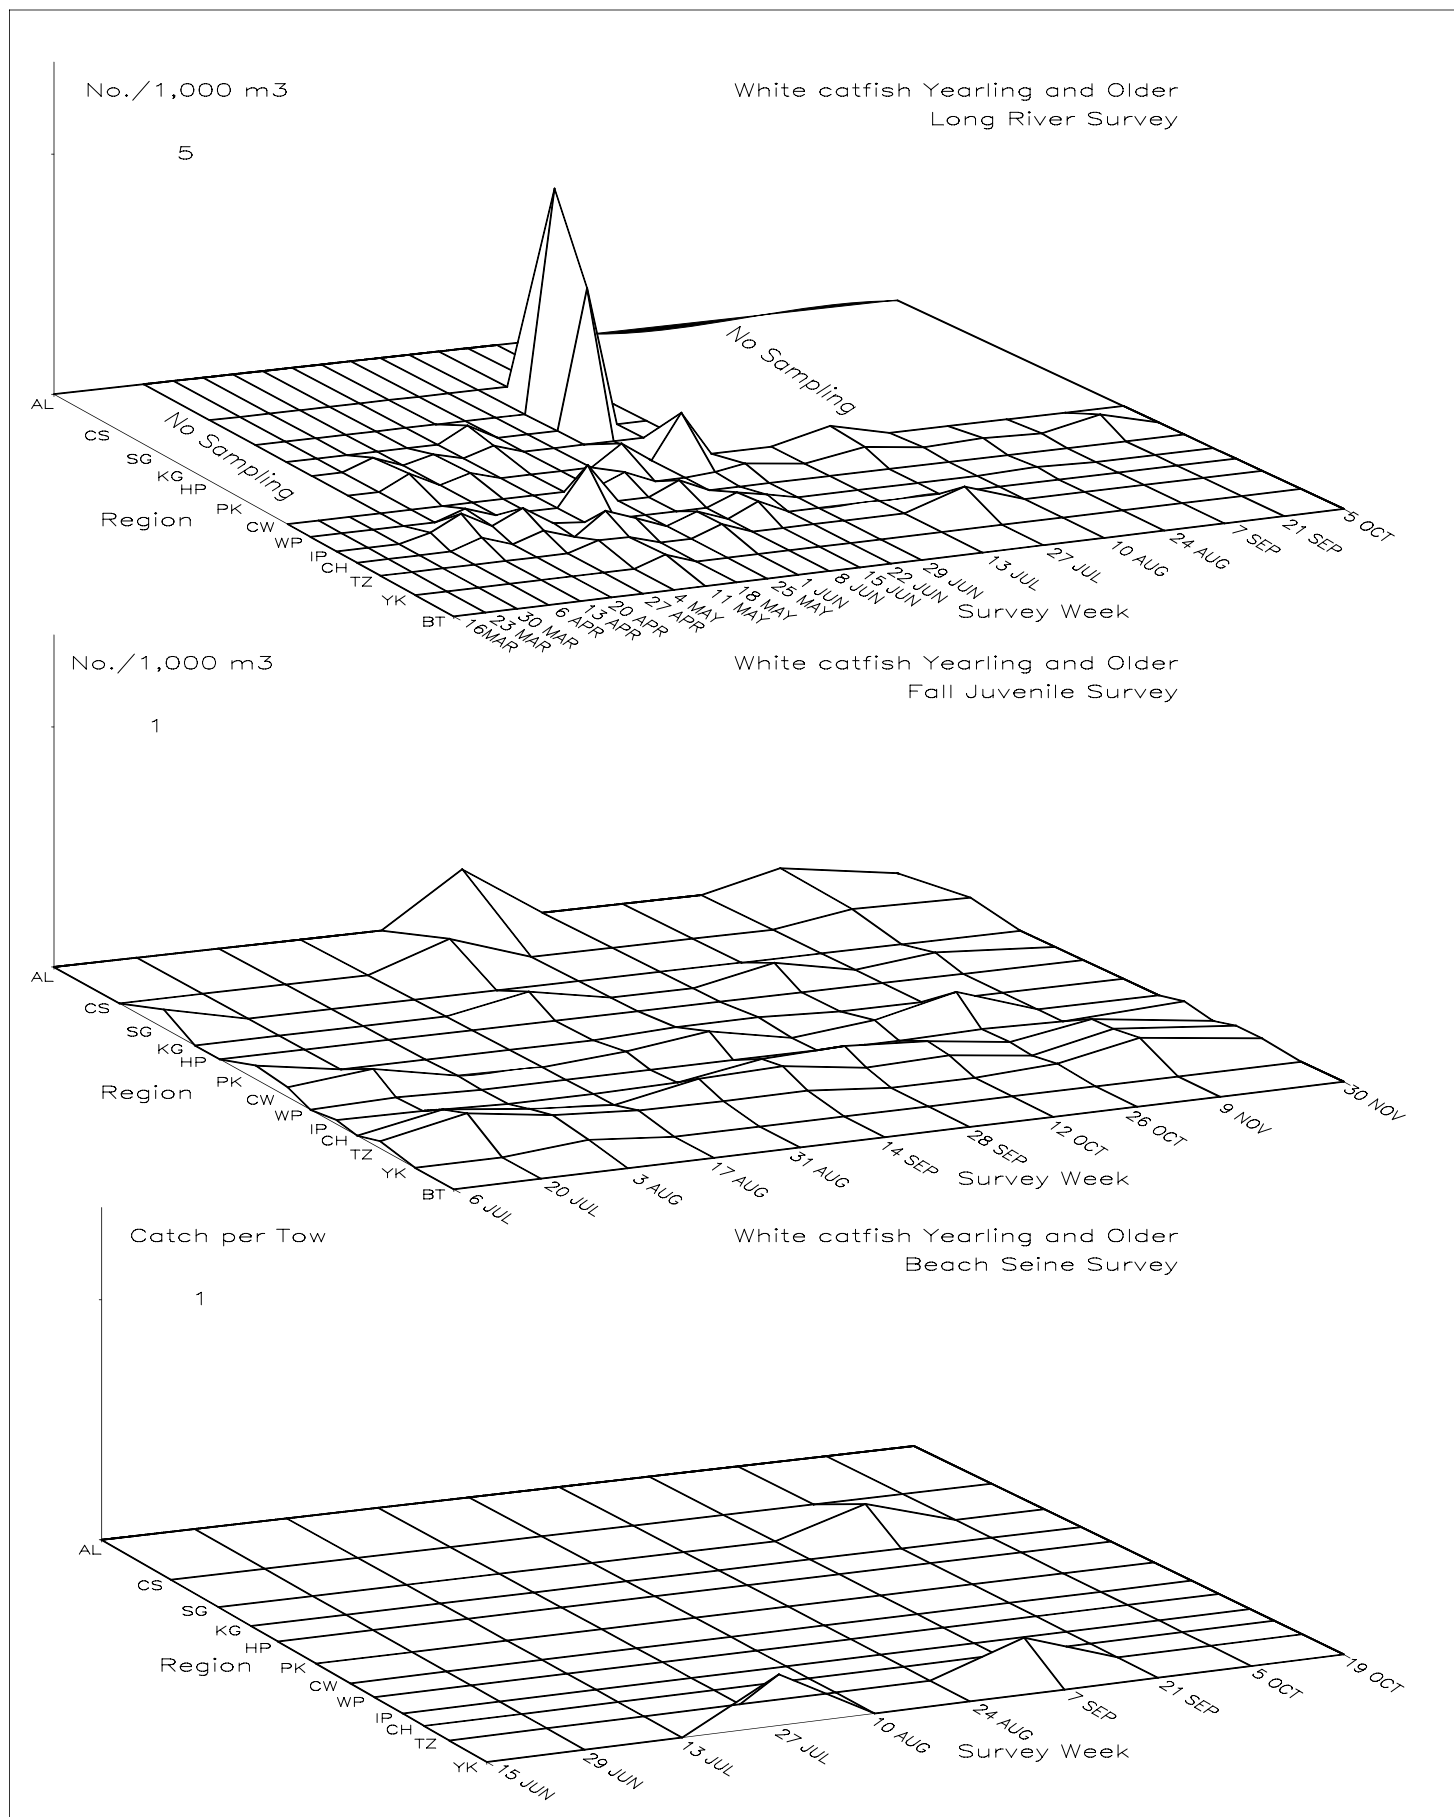 No./1,000 m3
White catfish Yearling and Older
Long River Survey
5
No Sampling
No Sampling
AL
CS
SG
KG
HP
PK
CW
WP
IP
CH
TZ
YK
BT
Region
16MAR
23 MAR
30 MAR
6 APR
13 APR
20 APR
27 APR
4 MAY
11 MAY
18 MAY
25 MAY
1 JUN
8 JUN
15 JUN
22 JUN
29 JUN
13 JUL
27 JUL
10 AUG
24 AUG
7 SEP
21 SEP
5 OCT
Survey Week
No./1,000 m3
White catfish Yearling and Older
Fall Juvenile Survey
1
AL
CS
SG
KG
HP
PK
CW
WP
IP
CH
TZ
YK
BT
Region
6 JUL
20 JUL
3 AUG
17 AUG
31 AUG
14 SEP
28 SEP
12 OCT
26 OCT
9 NOV
30 NOV
Survey Week
Catch per Tow
White catfish Yearling and Older
Beach Seine Survey
1
AL
CS
SG
KG
HP
PK
CW
WP
IP
CH
TZ
YK
Region
15 JUN
29 JUN
13 JUL
27 JUL
10 AUG
24 AUG
7 SEP
21 SEP
5 OCT
19 OCT
Survey Week